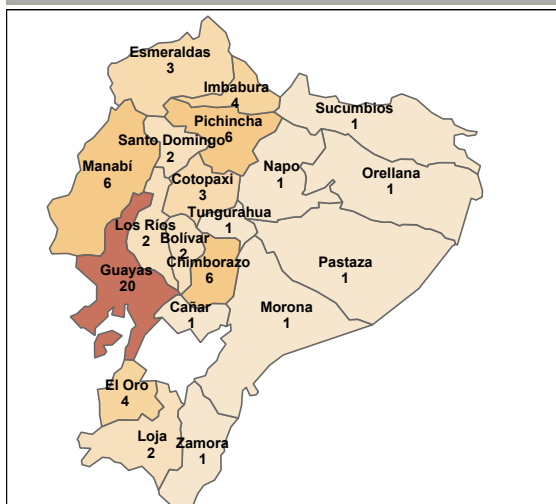 Esmeraldas
3
Imbabura
4
Sucumbios
1
Pichincha
6
Santo Domingo
2
Manabí
6
Napo
1
Orellana
1
Cotopaxi
3
Tungurahua
1
Los Ríos
2
Bolívar
2
Chimborazo
6
Pastaza
1
Guayas
20
Cañar
1
Morona
1
El Oro
4
Loja
2
Zamora
1